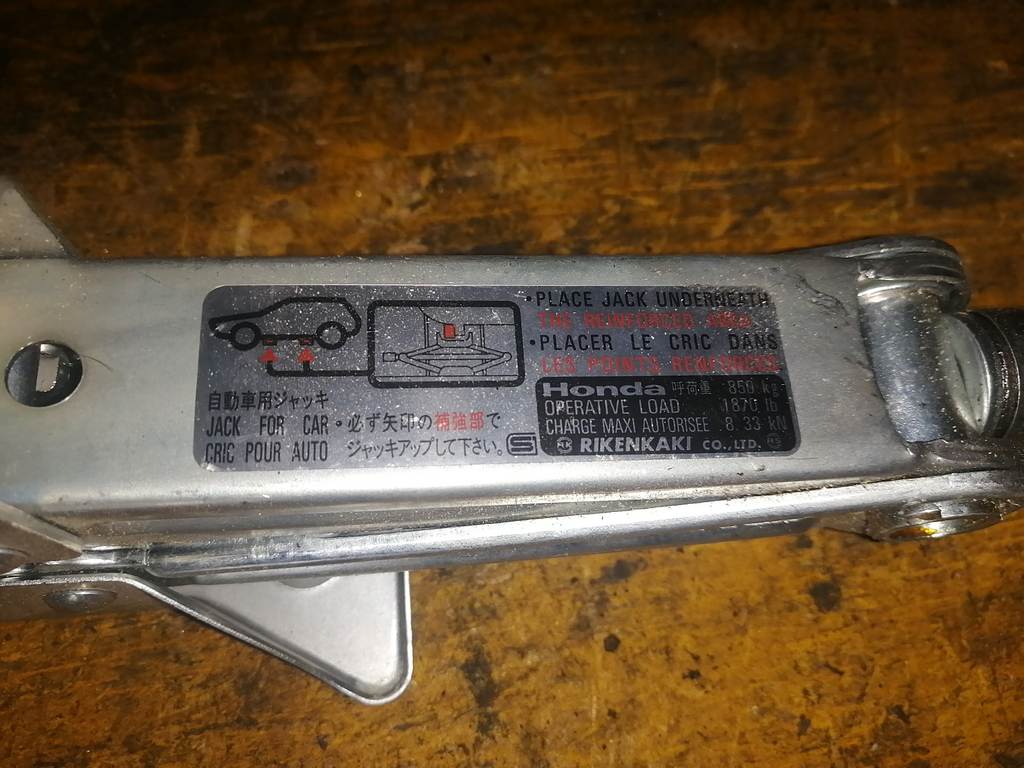 D
自動車用ジャッキ
JACK FOR CAR
CRIC POUR AUTO
・必ず矢印の補強部で
ジャッキアップして下さい。
S
・PLACE JACK UNDERNEATH
THE REINFORCED AREA
・PLACER LE CRIC DANS
LES POINTS RENFORCES
Honda 呼荷重 850 kg
OPERATIVE LOAD 1870 lb
CHARGE MAXI AUTORISEE 8.33 kN
RIKENKAKI CO.,LTD.